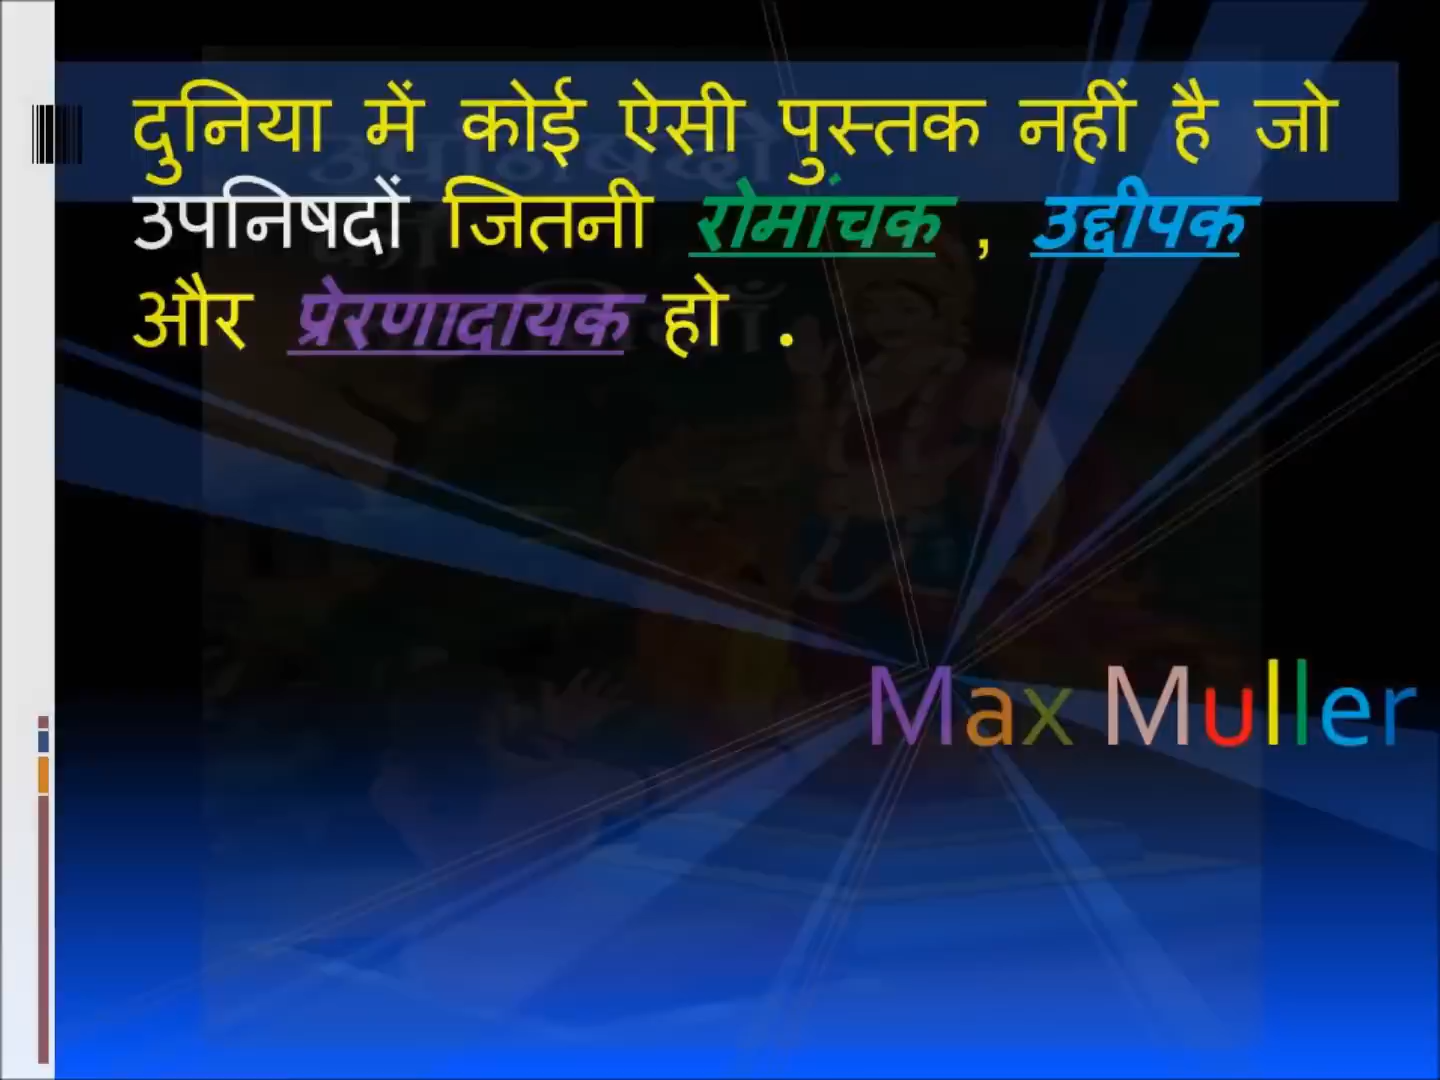 दुनिया में कोई ऐसी पुस्तक नहीं है जो
उपनिषदों जितनी रोमांचक , उद्दीपक
और प्रेरणादायक हो .
Max Muller